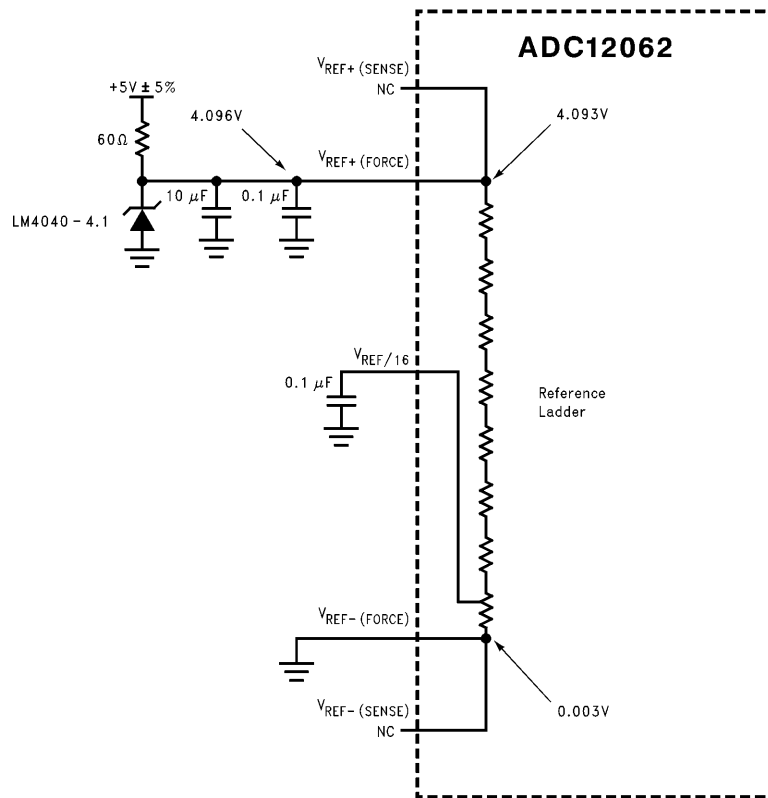 ADC12062
VREF+ (SENSE)
NC
+5V ± 5%
4.096V
4.093V
60Ω
VREF+ (FORCE)
10 µF
0.1 µF
LM4040 - 4.1
VREF/16
0.1 µF
Reference
Ladder
VREF- (FORCE)
VREF- (SENSE)
NC
0.003V